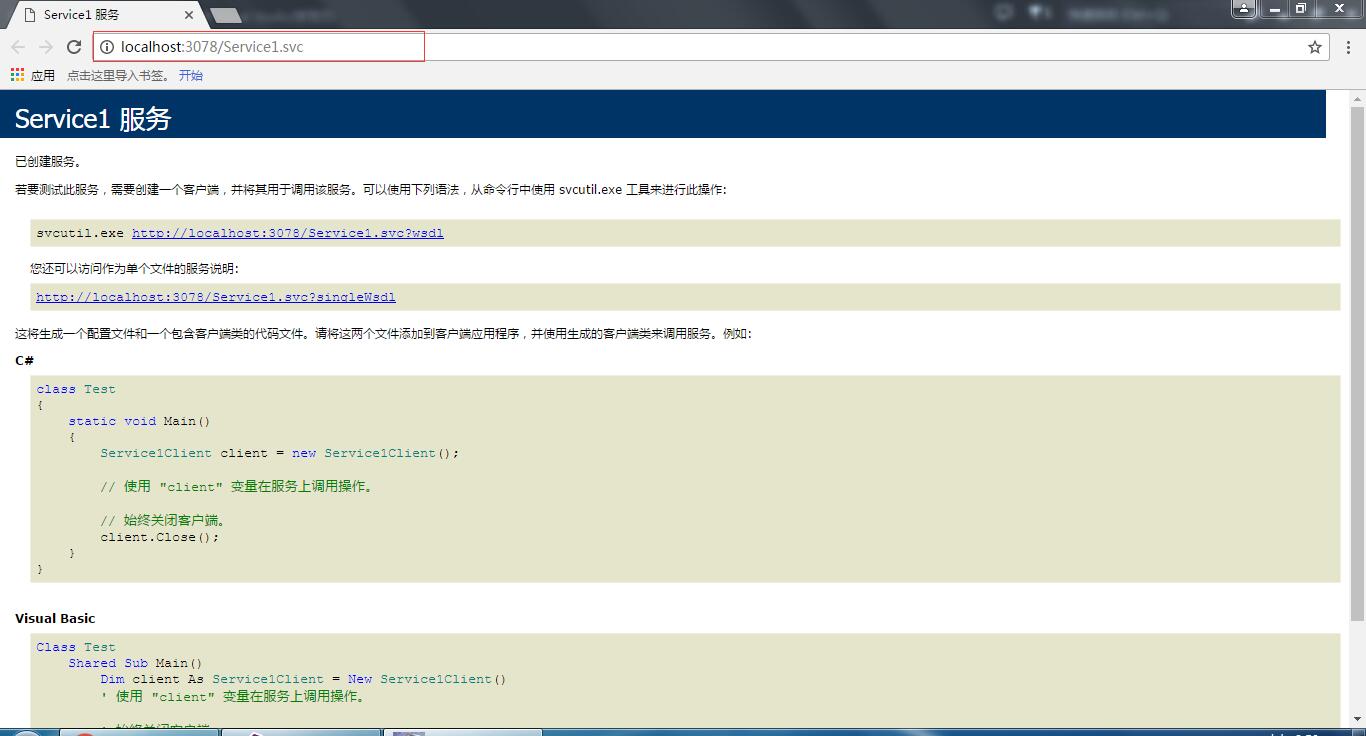 Service1 服务
localhost:3078/Service1.svc
应用 点击这里导入书签。 开始
Service1 服务
已创建服务。
若要测试此服务，需要创建一个客户端，并将其用于调用该服务。可以使用下列语法，从命令行中使用 svcutil.exe 工具来进行此操作:
svcutil.exe http://localhost:3078/Service1.svc?wsdl
您还可以访问作为单个文件的服务说明:
http://localhost:3078/Service1.svc?singleWsdl
这将生成一个配置文件和一个包含客户端类的代码文件。请将这两个文件添加到客户端应用程序，并使用生成的客户端类来调用服务。例如:
C#
class Test
{
    static void Main()
    {
        Service1Client client = new Service1Client();
        // 使用 "client" 变量在服务上调用操作。
        // 始终关闭客户端。
        client.Close();
    }
}
Visual Basic
Class Test
    Shared Sub Main()
        Dim client As Service1Client = New Service1Client()
        ' 使用 "client" 变量在服务上调用操作。
        ' 始终关闭客户端。